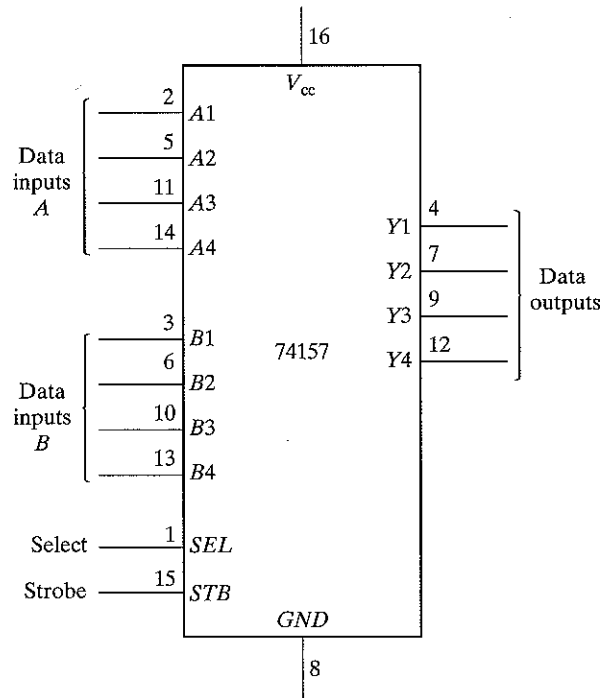 16
Vcc
2
A1
5
A2
11
A3
14
A4
Data
inputs
A
3
B1
6
B2
10
B3
13
B4
Data
inputs
B
74157
4
Y1
7
Y2
9
Y3
12
Y4
Data
outputs
Select
1
SEL
Strobe
15
STB
GND
8